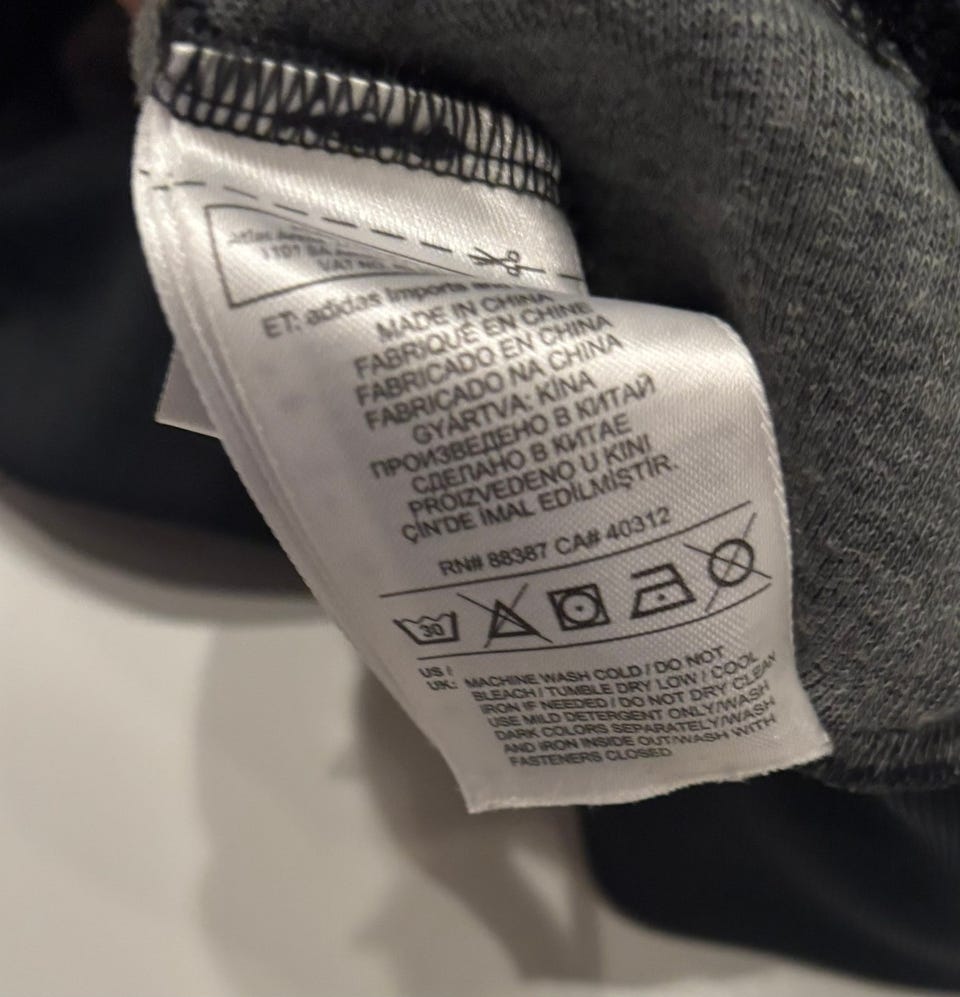 ET: adidas Imports
MADE IN CHINA
FABRIQUÉ EN CHINE
FABRICADO EN CHINA
FABRICADO NA CHINA
GYÁRTVA: KÍNA
ПРОИЗВЕДЕНО В КИТАЙ
СДЕЛАНО В КИТАЕ
PROIZVEDENO U KINI
ÇİN'DE İMAL EDİLMİŞTİR.
RN# 88387 CA# 40312
30
US /
UK: MACHINE WASH COLD / DO NOT
BLEACH / TUMBLE DRY LOW / COOL
IRON IF NEEDED / DO NOT DRY CLEAN
USE MILD DETERGENT ONLY/WASH
DARK COLORS SEPARATELY/WASH
AND IRON INSIDE OUT/WASH WITH
FASTENERS CLOSED